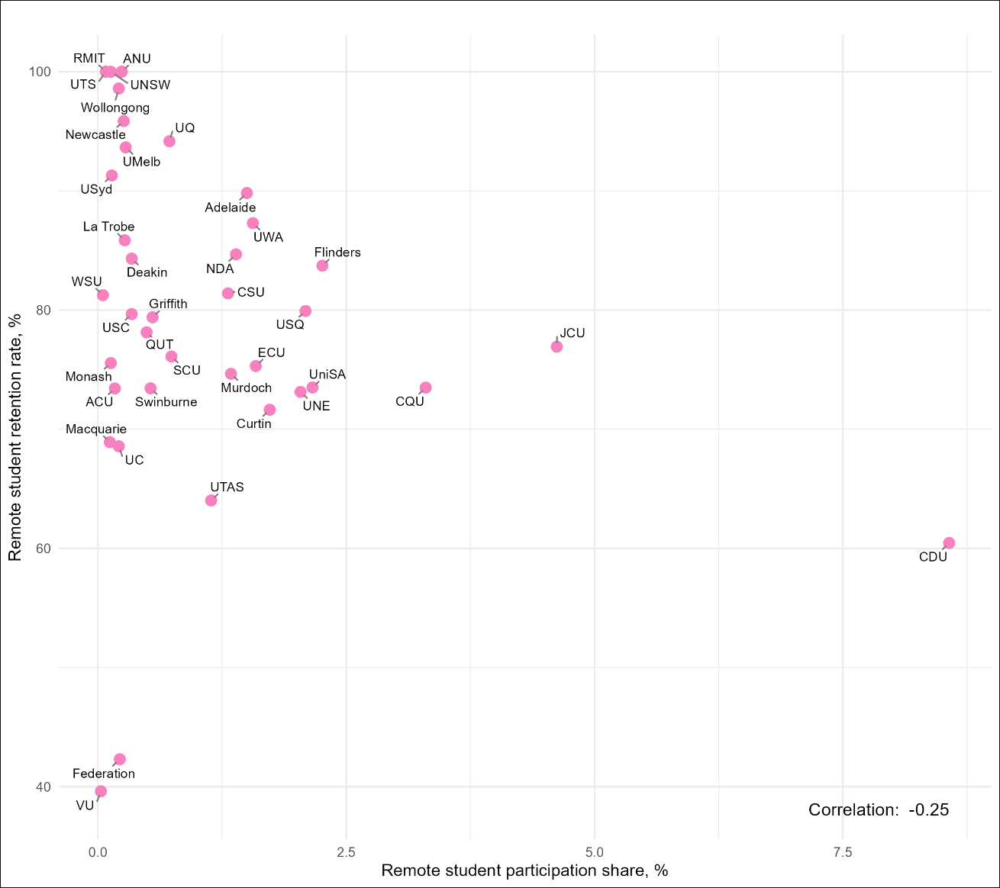 RMIT
ANU
100
UTS
UNSW
Wollongong
UQ
Newcastle
UMelb
USyd
Adelaide
La Trobe
UWA
Flinders
NDA
Deakin
WSU
CSU
Griffith
80
USC
USQ
JCU
QUT
ECU
SCU
UniSA
Monash
Murdoch
ACU
Swinburne
CQU
UNE
Curtin
Macquarie
UC
UTAS
60
CDU
Federation
40
VU
Correlation: -0.25
0.0
2.5
5.0
7.5
Remote student participation share, %
Remote student retention rate, %